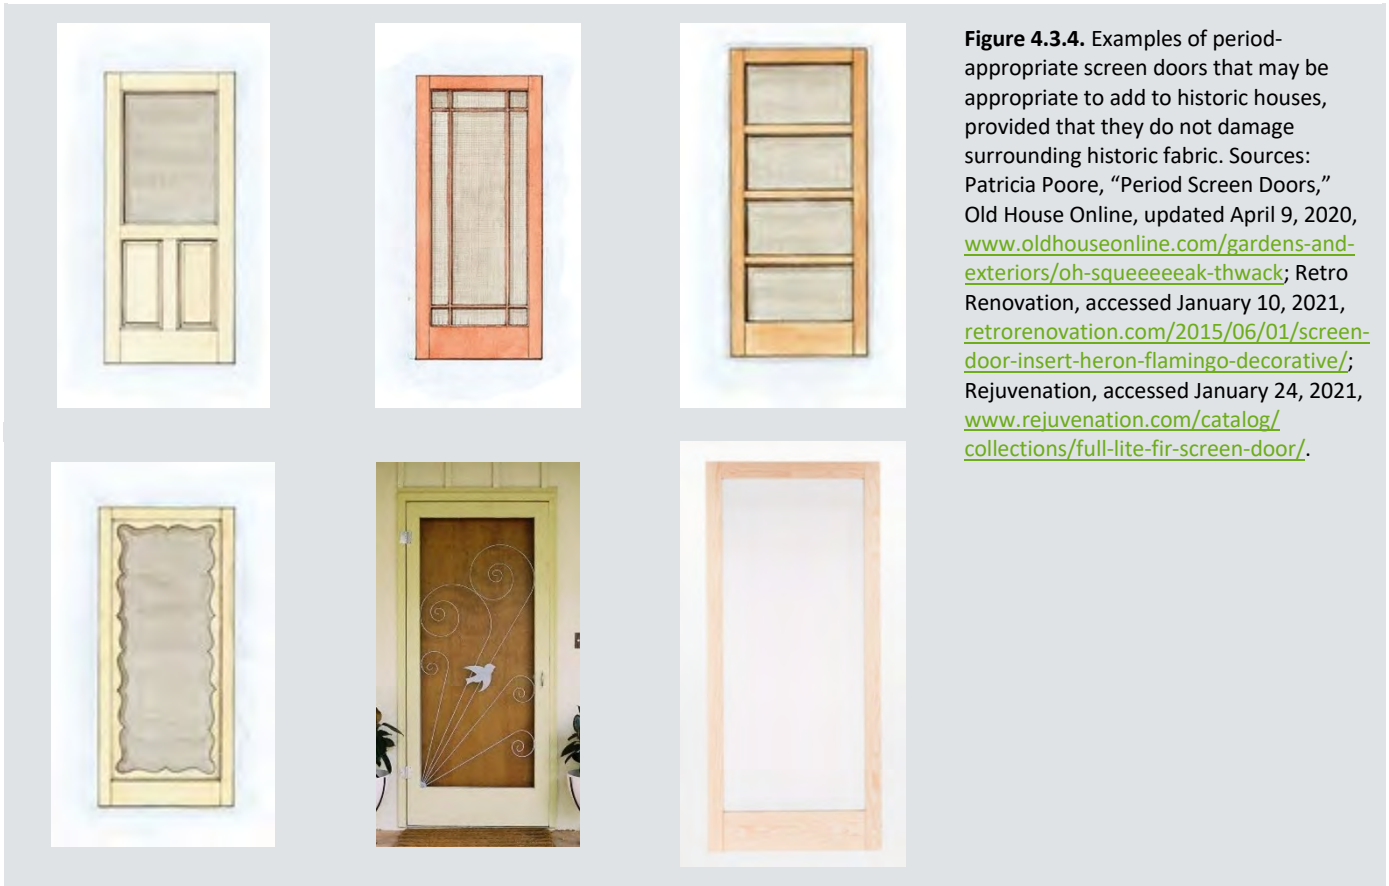 Figure 4.3.4. Examples of period-
appropriate screen doors that may be
appropriate to add to historic houses,
provided that they do not damage
surrounding historic fabric. Sources:
Patricia Poore, “Period Screen Doors,”
Old House Online, updated April 9, 2020,
www.oldhouseonline.com/gardens-and-
exteriors/oh-squeeeeeak-thwack; Retro
Renovation, accessed January 10, 2021,
retrorenovation.com/2015/06/01/screen-
door-insert-heron-flamingo-decorative/;
Rejuvenation, accessed January 24, 2021,
www.rejuvenation.com/catalog/
collections/full-lite-fir-screen-door/.